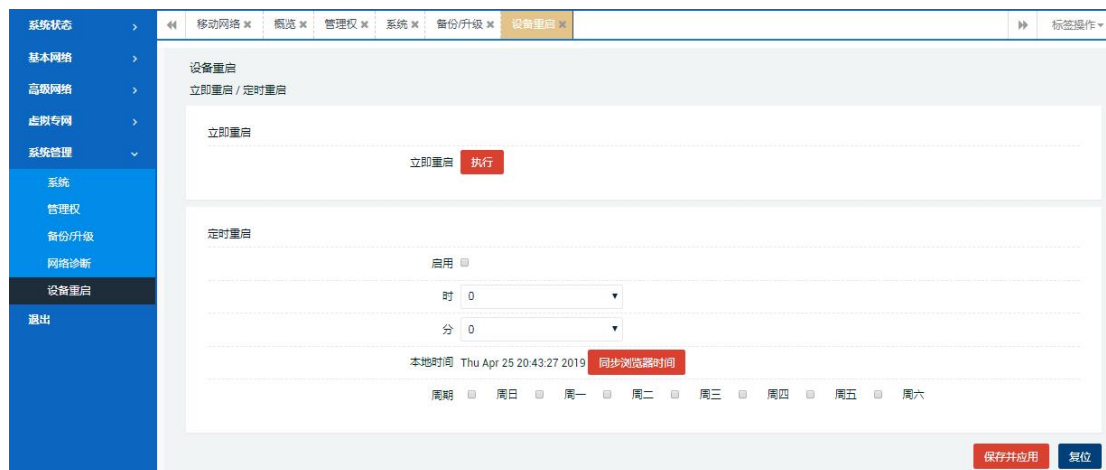 系统状态
基本网络
高级网络
虚拟专网
系统管理
系统
管理权
备份/升级
网络诊断
设备重启
退出
移动网络 概览 管理权 系统 备份/升级 设备重启 标签操作
设备重启
立即重启 / 定时重启
立即重启
立即重启 执行
定时重启
启用
时 0
分 0
本地时间 Thu Apr 25 20:43:27 2019 同步浏览器时间
周期 周日 周一 周二 周三 周四 周五 周六
保存并应用 复位